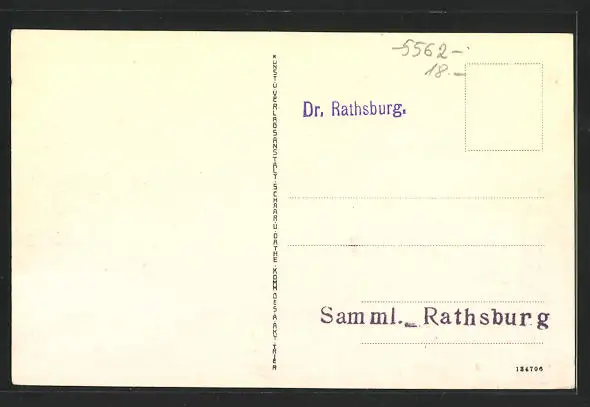 -5562-
18.-
Dr. Rathsburg.
KUNST-U.VERLAGSANSTALT-SCHAAR U.DATHE, KOMM.GES.A.AKT. TRIER
Samml. Rathsburg
134706